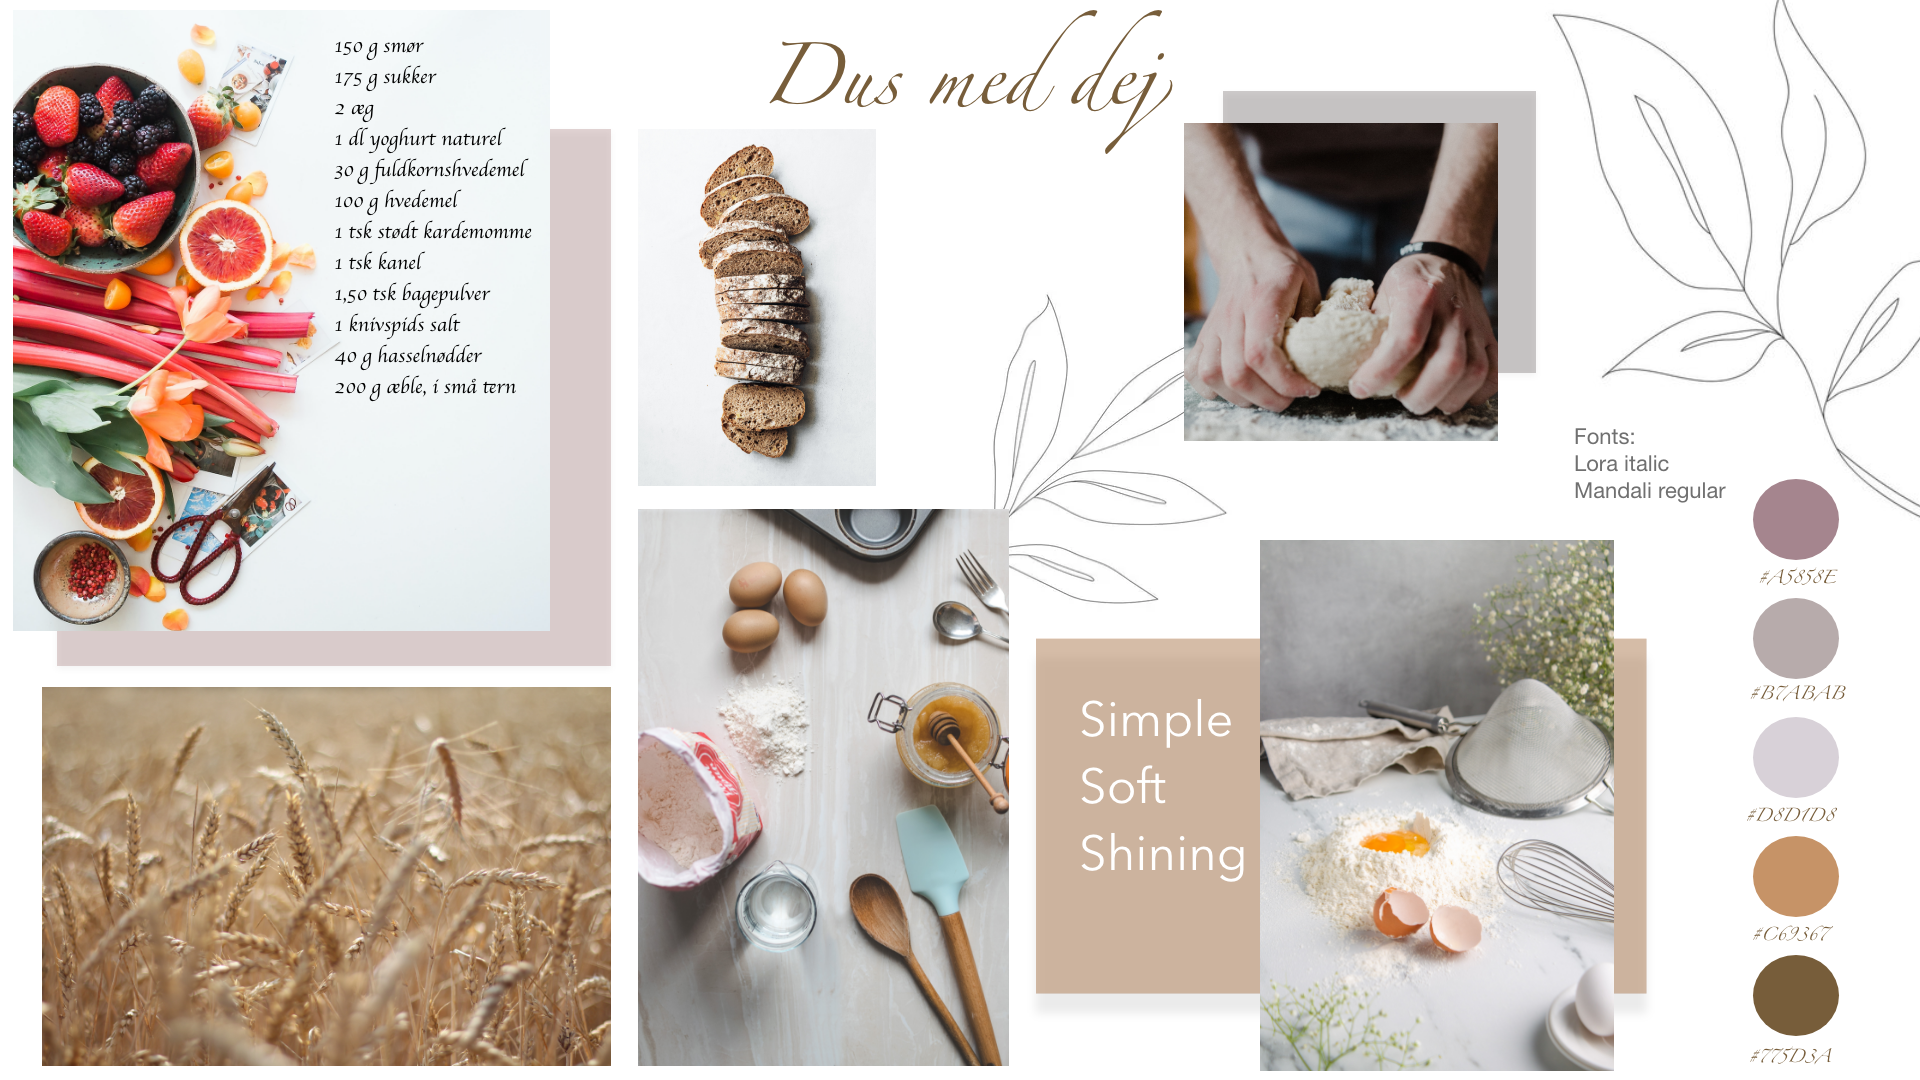 Dus med dej
150 g smør
175 g sukker
2 æg
1 dl yoghurt naturel
30 g fuldkornshvedemel
100 g hvedemel
1 tsk stødt kardemomme
1 tsk kanel
1,50 tsk bagepulver
1 knivspids salt
40 g hasselnødder
200 g æble, i små tern
Fonts:
Lora italic
Mandali regular
Simple
Soft
Shining
#A5858E
#B7ABAB
#D8D1D8
#C69367
#775D3A